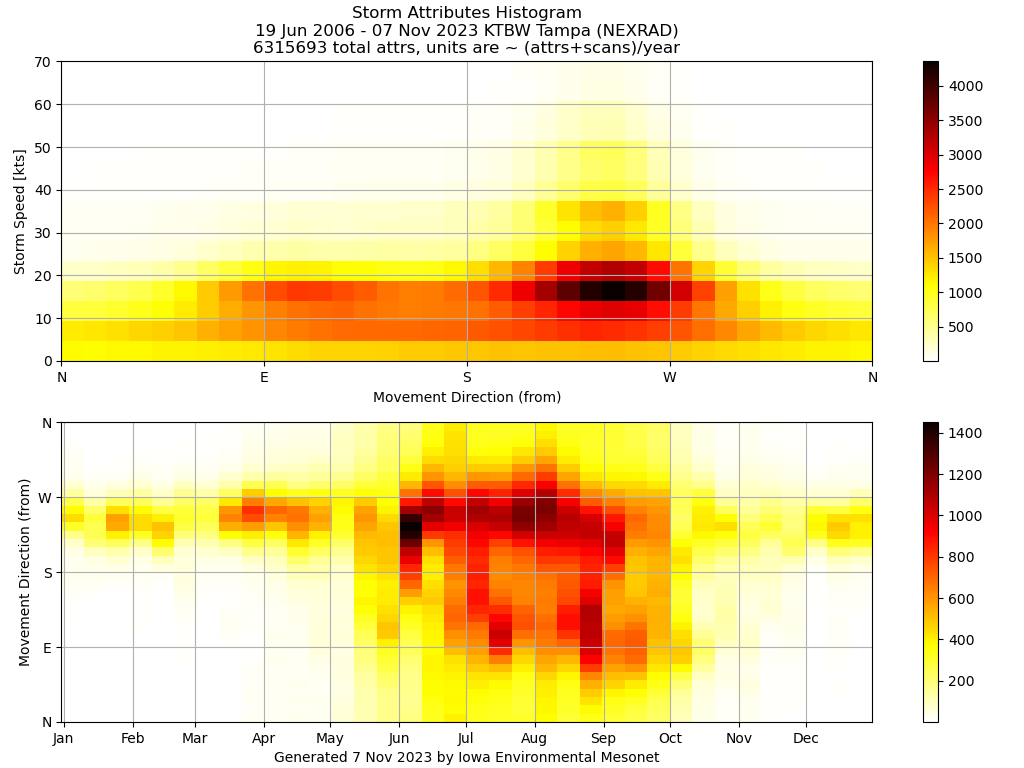 Storm Attributes Histogram
19 Jun 2006 - 07 Nov 2023 KTBW Tampa (NEXRAD)
6315693 total attrs, units are ~ (attrs+scans)/year
70
60
50
40
30
20
10
0
Storm Speed [kts]
N E S W N
Movement Direction (from)
4000
3500
3000
2500
2000
1500
1000
500
N
W
S
E
N
Movement Direction (from)
Jan Feb Mar Apr May Jun Jul Aug Sep Oct Nov Dec
Generated 7 Nov 2023 by Iowa Environmental Mesonet
1400
1200
1000
800
600
400
200